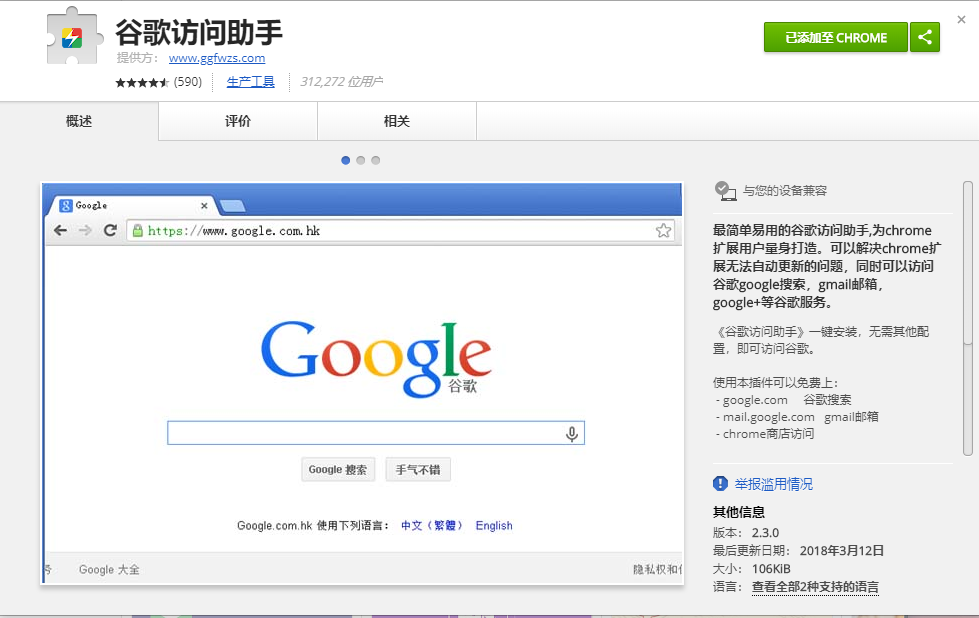 谷歌访问助手
提供方： www.ggfwzs.com
(590) 生产工具 312,272 位用户
已添加至 CHROME
概述 评价 相关
Google
https://www.google.com.hk
Google
谷歌
Google 搜索 手气不错
Google.com.hk 使用下列语言： 中文（繁體） English
Google 大全
隐私权和
与您的设备兼容
最简单易用的谷歌访问助手,为chrome
扩展用户量身打造。可以解决chrome扩
展无法自动更新的问题，同时可以访问
谷歌google搜索，gmail邮箱，
google+等谷歌服务。
《谷歌访问助手》一键安装，无需其他配
置，即可访问谷歌。
使用本插件可以免费上：
- google.com 谷歌搜索
- mail.google.com gmail邮箱
- chrome商店访问
举报滥用情况
其他信息
版本： 2.3.0
最后更新日期： 2018年3月12日
大小： 106KiB
语言： 查看全部2种支持的语言